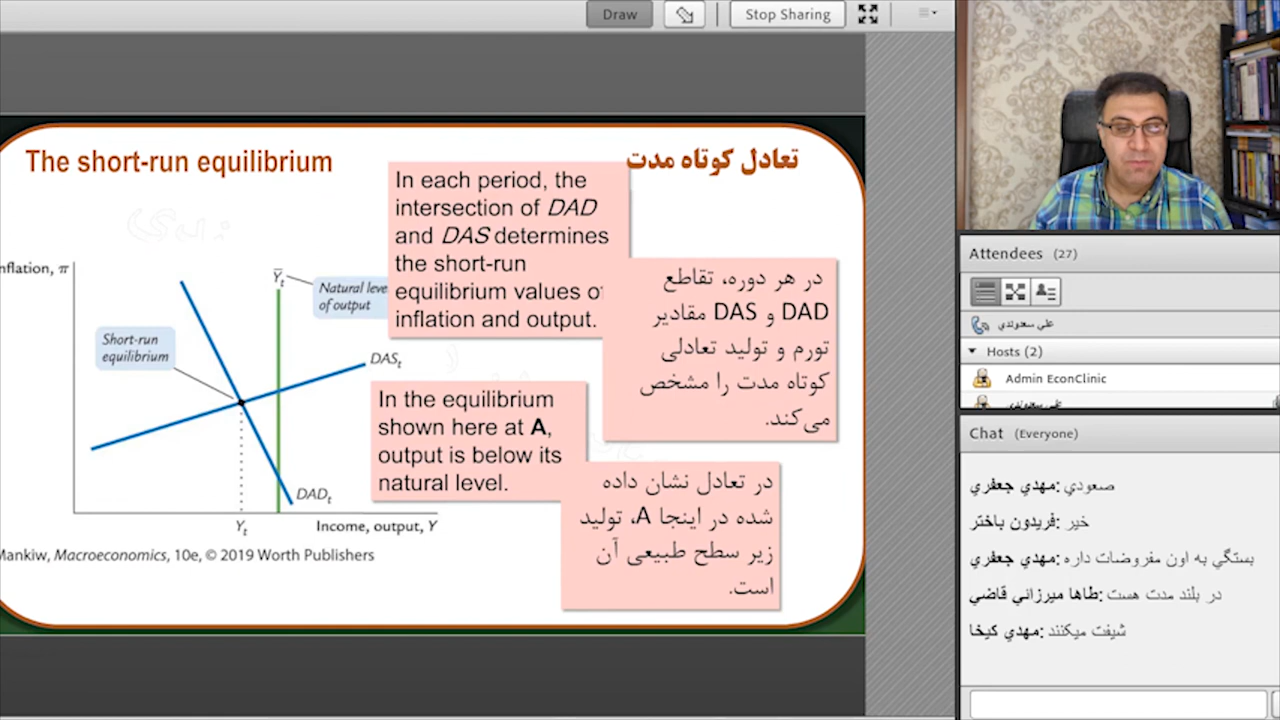 Draw
Stop Sharing
The short-run equilibrium
تعادل کوتاه مدت
In each period, the
intersection of DAD
and DAS determines
the short-run
equilibrium values of
inflation and output.
در هر دوره، تقاطع
DAD و DAS مقادیر
تورم و تولید تعادلی
کوتاه مدت را مشخص
می‌کند.
nflation, π
Ȳt
Natural leve
of output
Short-run
equilibrium
DASt
In the equilibrium
shown here at A,
output is below its
natural level.
در تعادل نشان داده
شده در اینجا A، تولید
زیر سطح طبیعی آن
است.
DADt
Yt
Income, output, Y
Mankiw, Macroeconomics, 10e, © 2019 Worth Publishers
Attendees (27)
علي سعدوندي
Hosts (2)
Admin EconClinic
علي سعدوندي
Chat (Everyone)
مهدي جعفري: صعودي
فريدون باختر: خير
مهدي جعفري: بستگي به اون مفروضات داره
طاها ميرزاني قاضي: در بلند مدت هست
مهدي كيخا: شيفت ميكنند